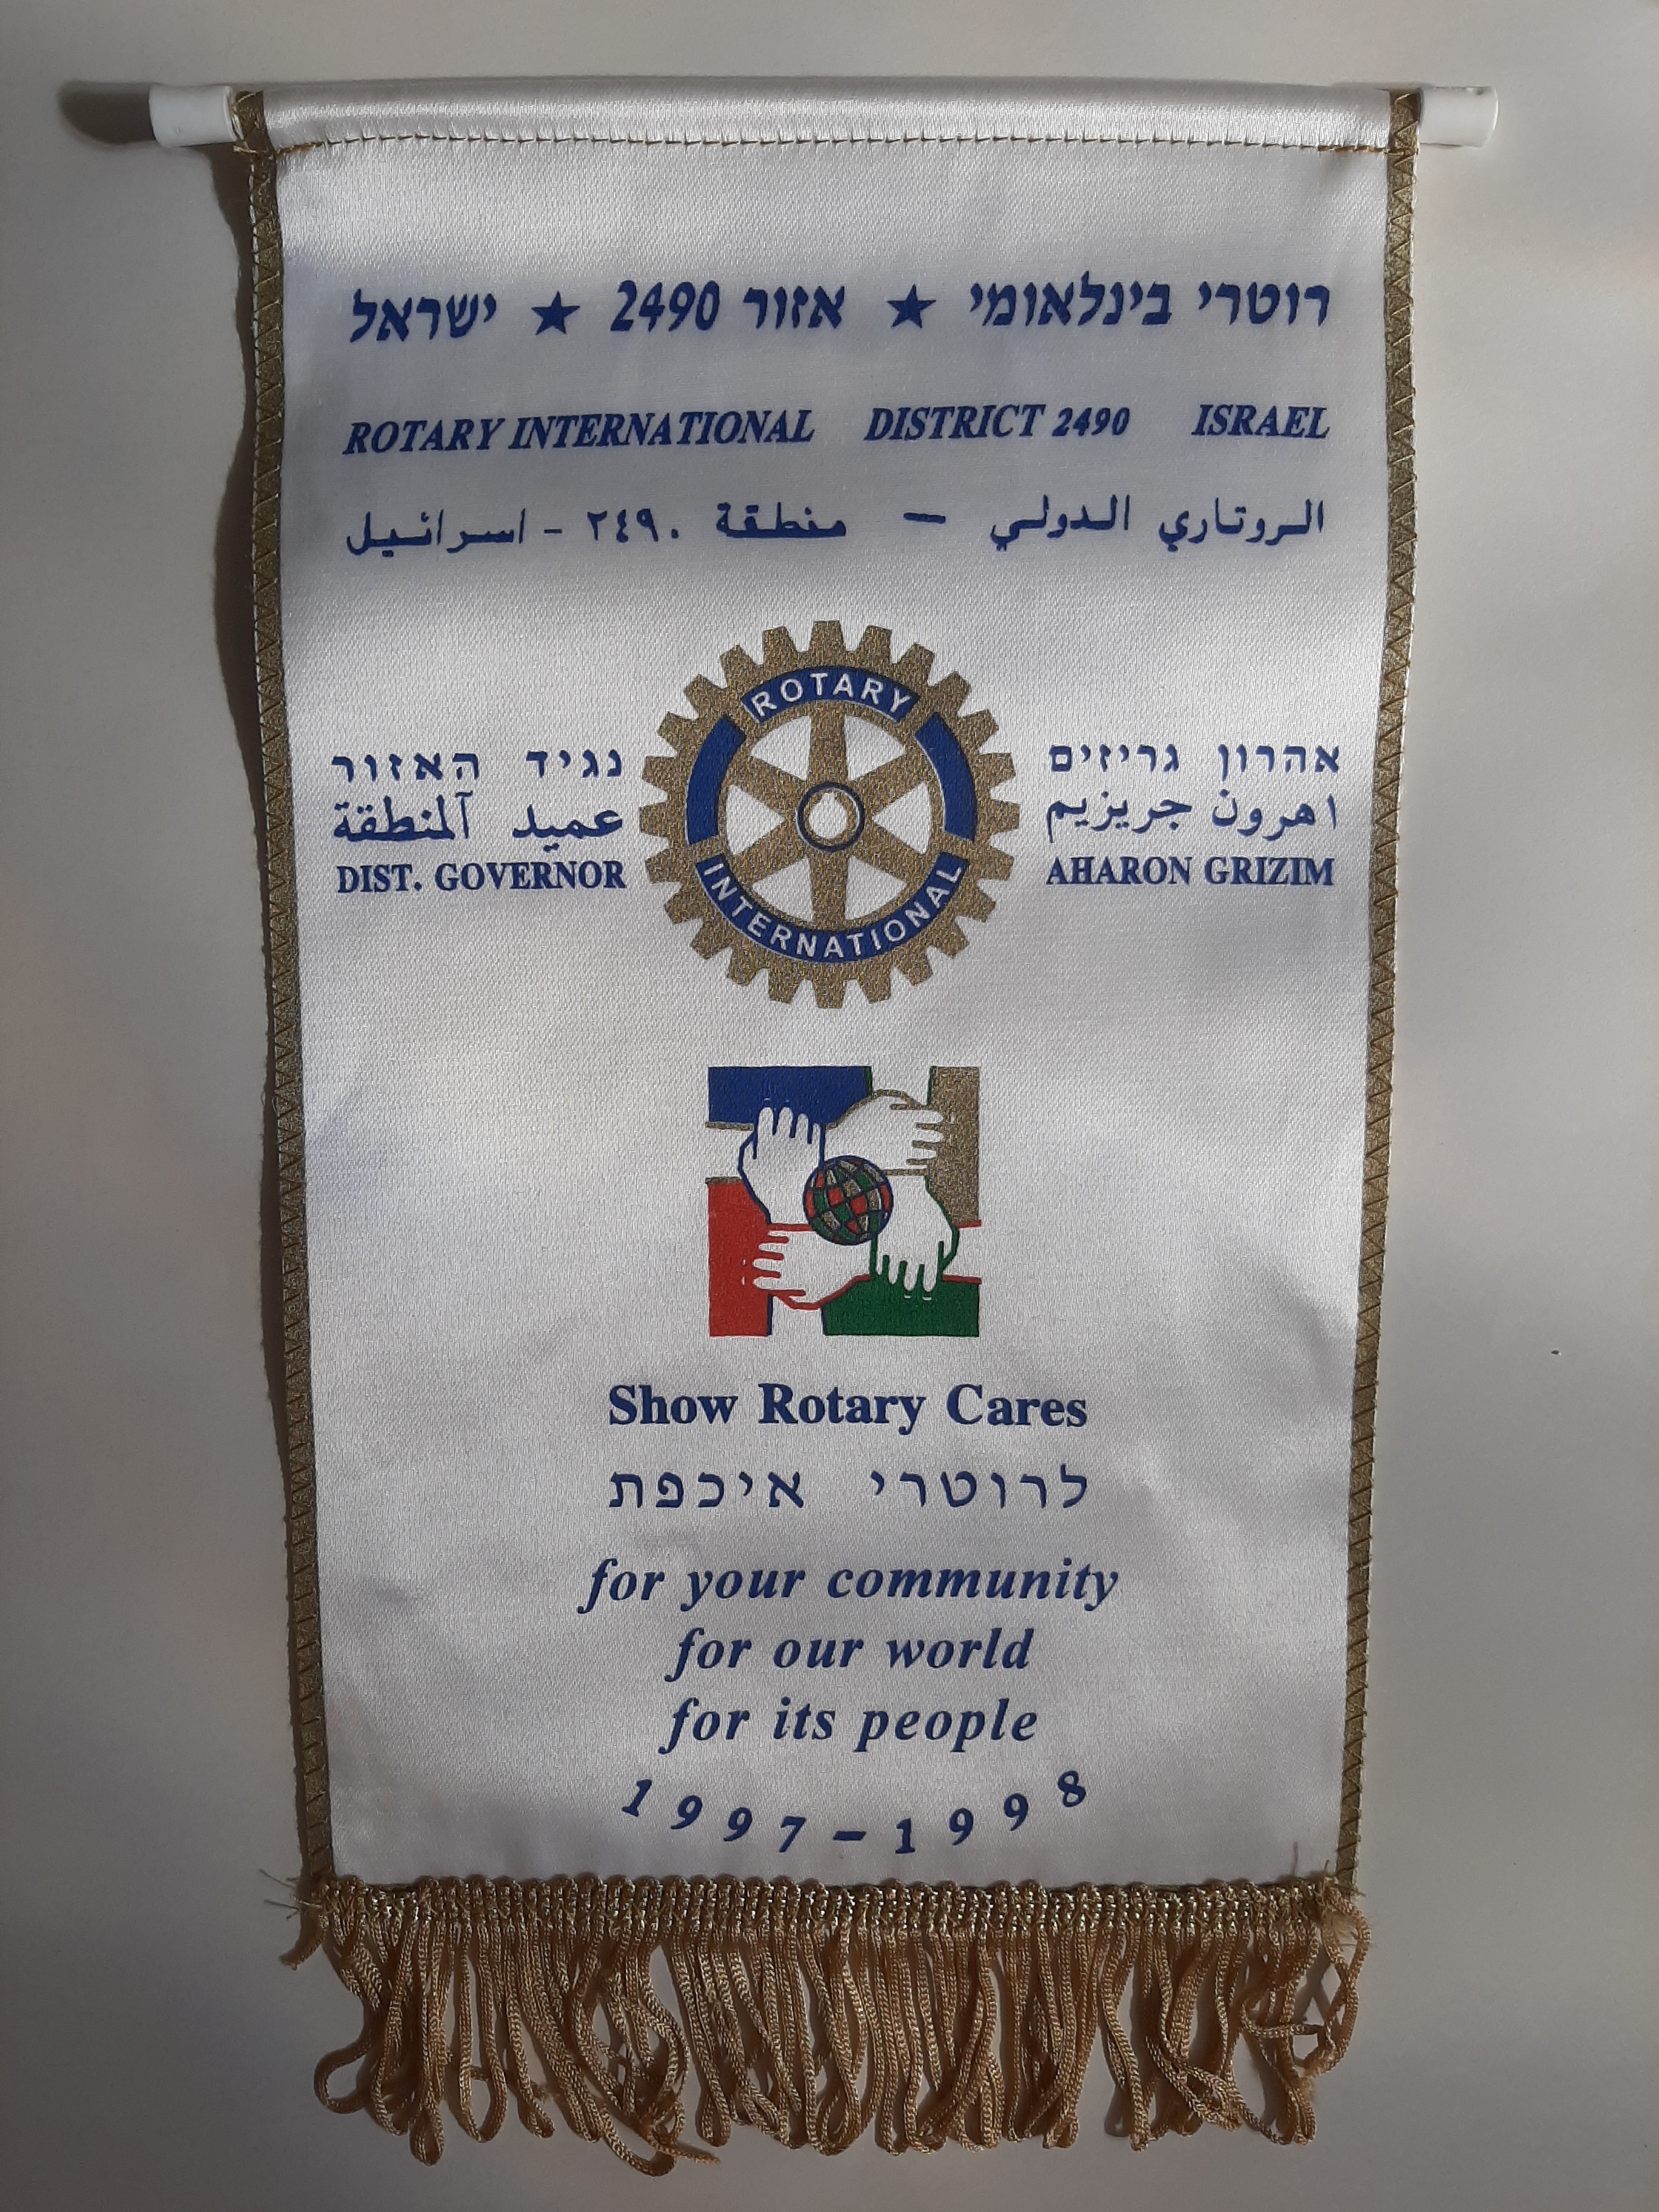 רוטרי בינלאומי ★ אזור 2490 ★ ישראל
ROTARY INTERNATIONAL DISTRICT 2490 ISRAEL
الروتاري الدولي - منطقة ٢٤٩٠ - اسرائيل
ROTARY
INTERNATIONAL
אהרון גריזים
اهرون جريزيم
AHARON GRIZIM
נגיד האזור
عميد المنطقة
DIST. GOVERNOR
Show Rotary Cares
לרוטרי איכפת
for your community
for our world
for its people
1997-1998